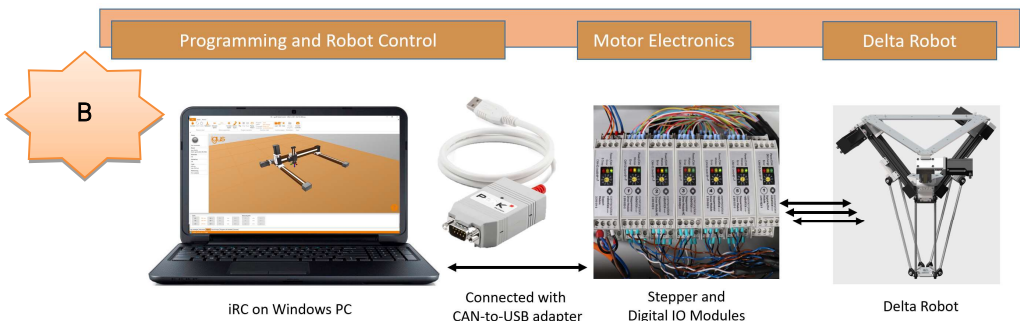 Programming and Robot Control
Motor Electronics
Delta Robot
B
iRC on Windows PC
Connected with
CAN-to-USB adapter
Stepper and
Digital IO Modules
Delta Robot